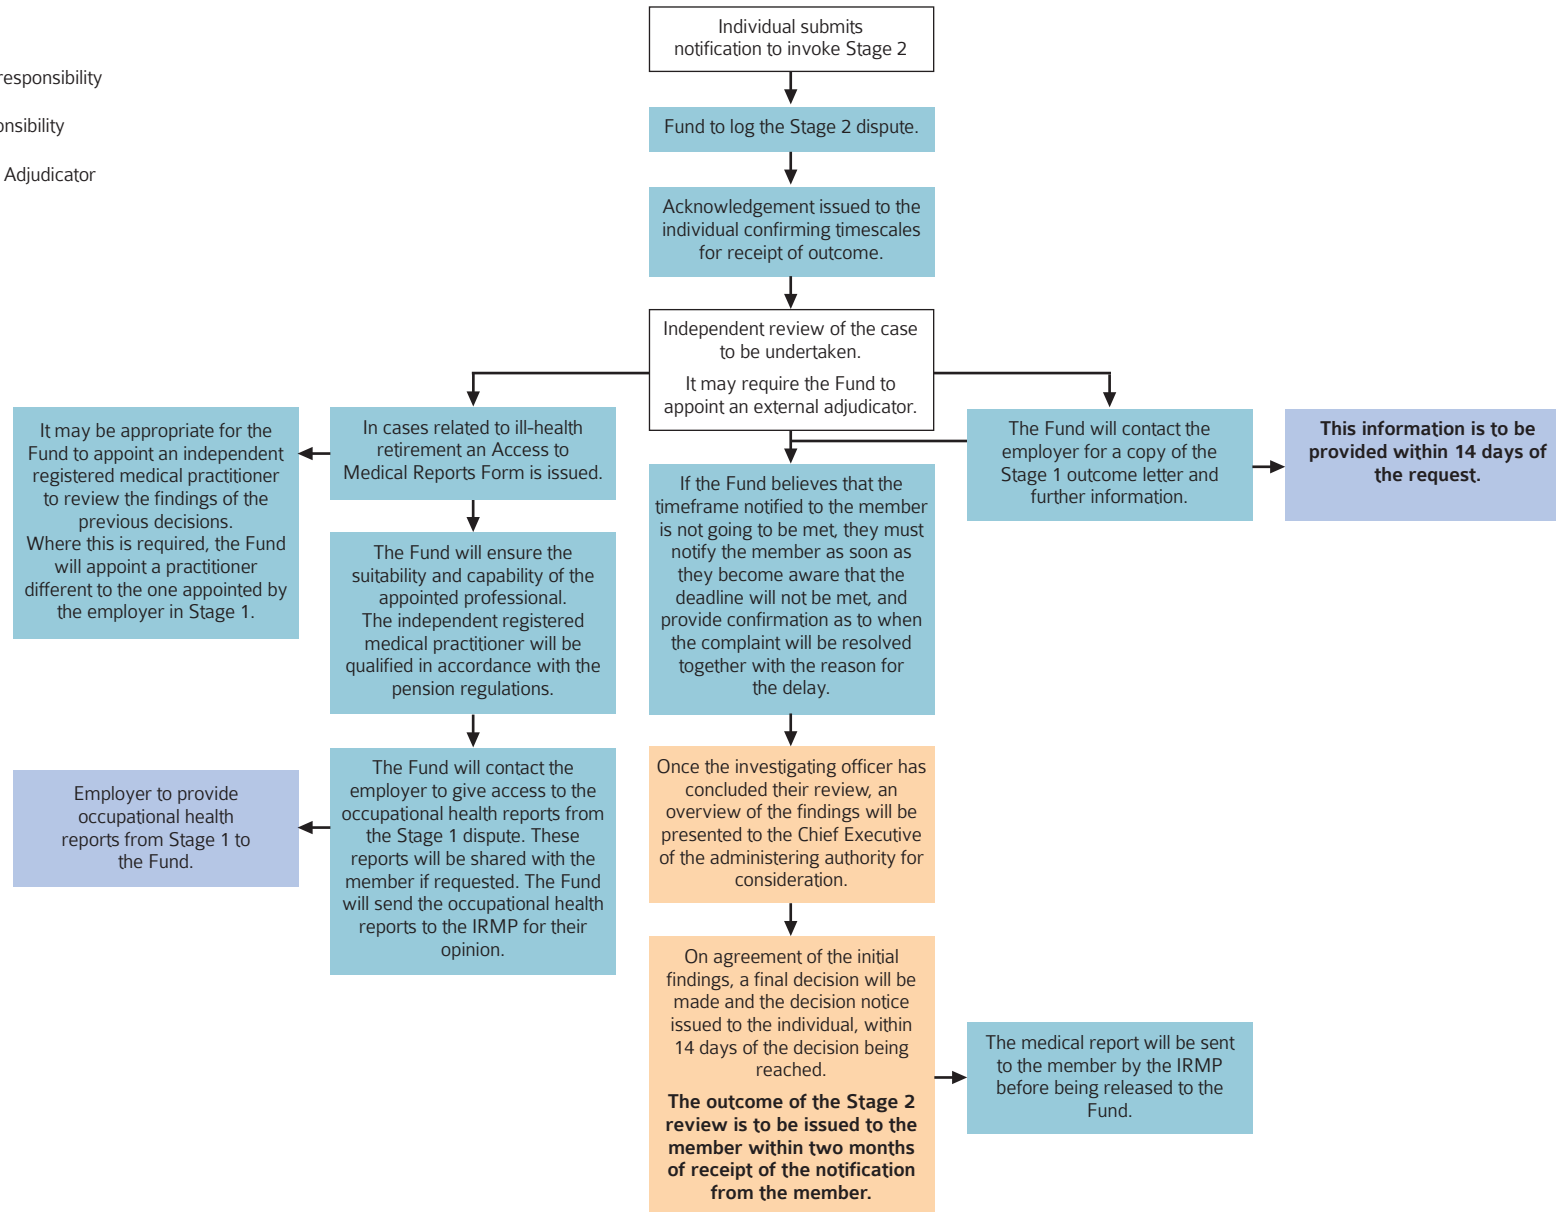 Individual submits
notification to invoke Stage 2
responsibility
Fund to log the Stage 2 dispute.
Adjudicator
Acknowledgement issued to the
individual confirming timescales
for receipt of outcome.
Independent review of the case
to be undertaken.
It may require the Fund to
appoint an external adjudicator.
It may be appropriate for the
Fund to appoint an independent
registered medical practitioner
to review the findings of the
previous decisions.
Where this is required, the Fund
will appoint a practitioner
different to the one appointed by
the employer in Stage 1.
In cases related to ill-health
retirement an Access to
Medical Reports Form is issued.
The Fund will contact the
employer for a copy of the
Stage 1 outcome letter and
further information.
This information is to be
provided within 14 days of
the request.
The Fund will ensure the
suitability and capability of the
appointed professional.
The independent registered
medical practitioner will be
qualified in accordance with the
pension regulations.
If the Fund believes that the
timeframe notified to the member
is not going to be met, they must
notify the member as soon as
they become aware that the
deadline will not be met, and
provide confirmation as to when
the complaint will be resolved
together with the reason for
the delay.
Employer to provide
occupational health
reports from Stage 1 to
the Fund.
The Fund will contact the
employer to give access to the
occupational health reports from
the Stage 1 dispute. These
reports will be shared with the
member if requested. The Fund
will send the occupational health
reports to the IRMP for their
opinion.
Once the investigating officer has
concluded their review, an
overview of the findings will be
presented to the Chief Executive
of the administering authority for
consideration.
On agreement of the initial
findings, a final decision will be
made and the decision notice
issued to the individual, within
14 days of the decision being
reached.
The outcome of the Stage 2
review is to be issued to the
member within two months
of receipt of the notification
from the member.
The medical report will be sent
to the member by the IRMP
before being released to the
Fund.